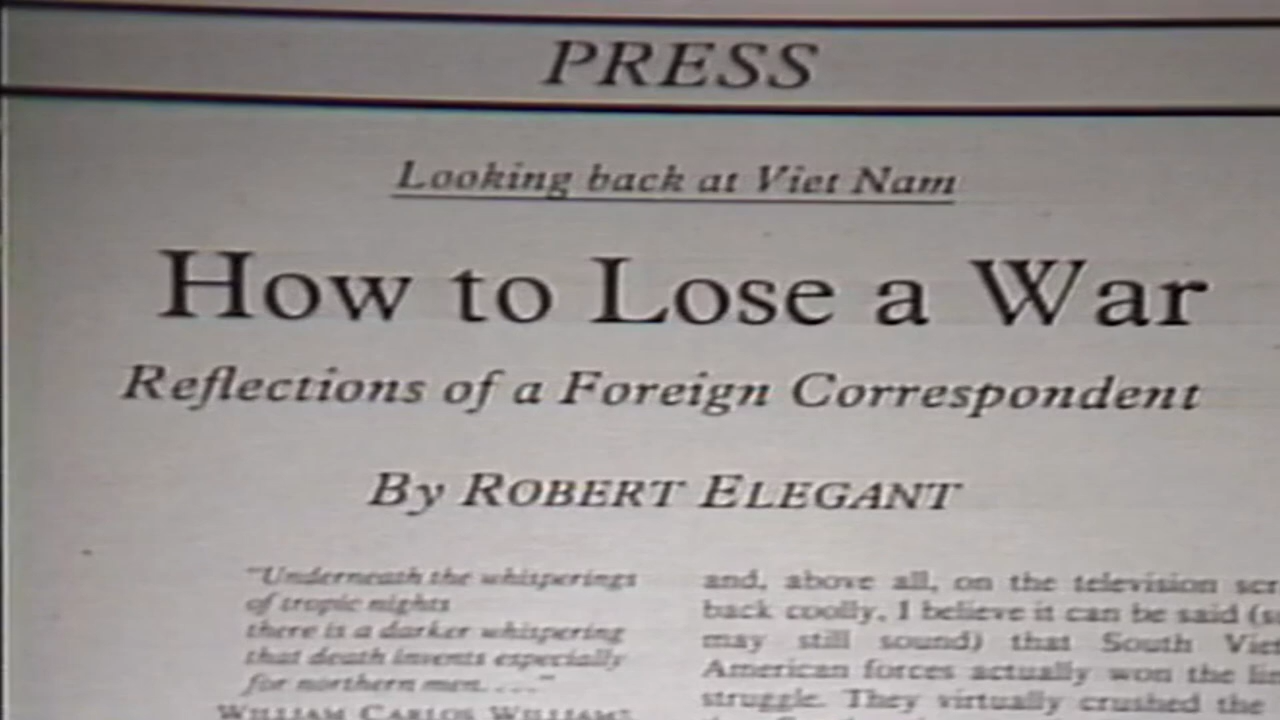 PRESS
Looking back at Viet Nam
How to Lose a War
Reflections of a Foreign Correspondent
By ROBERT ELEGANT
"Underneath the whisperings
of tropic nights
there is a darker whispering
that death invents especially
for northern men. . . ."
WILLIAM CARLOS WILLIAMS
and, above all, on the television
back coolly, I believe it can be said
may still sound) that South
American forces actually won the
struggle. They virtually crushed the